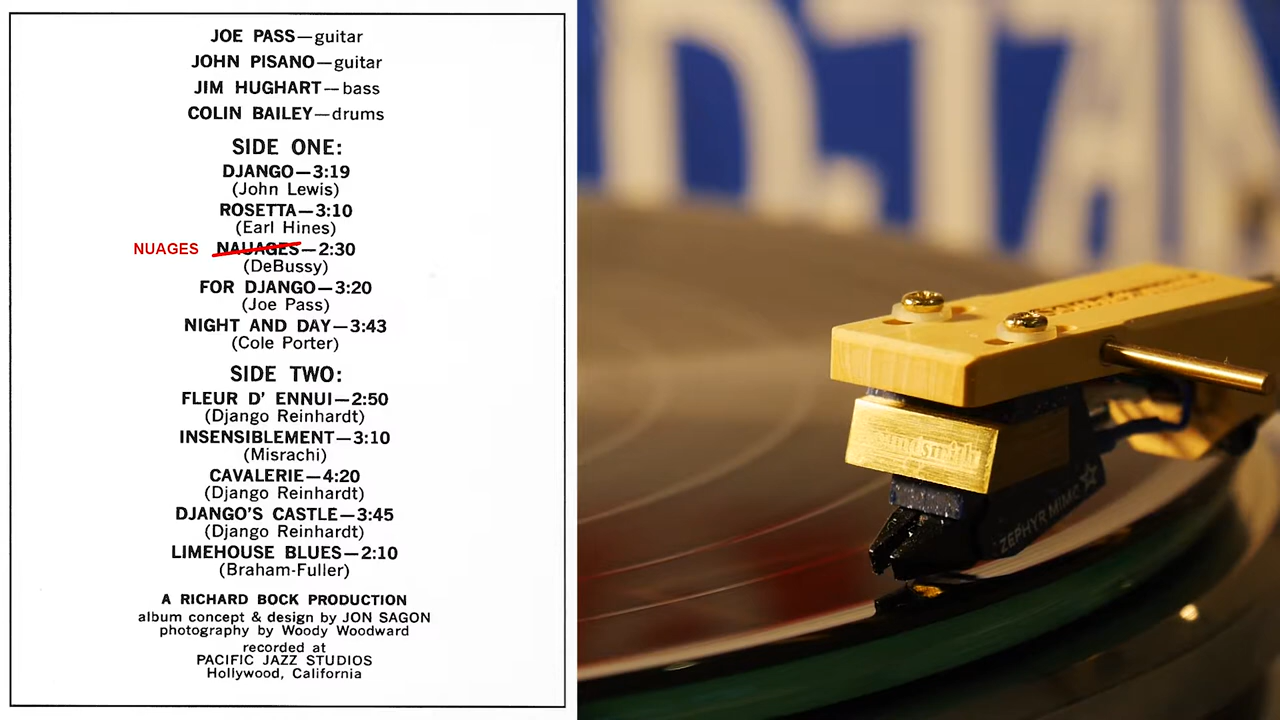 JOE PASS—guitar
JOHN PISANO—guitar
JIM HUGHART—bass
COLIN BAILEY—drums
SIDE ONE:
DJANGO—3:19
(John Lewis)
ROSETTA—3:10
(Earl Hines)
NUAGES NAUAGES—2:30
(DeBussy)
FOR DJANGO—3:20
(Joe Pass)
NIGHT AND DAY—3:43
(Cole Porter)
SIDE TWO:
FLEUR D' ENNUI—2:50
(Django Reinhardt)
INSENSIBLEMENT—3:10
(Misrachi)
CAVALERIE—4:20
(Django Reinhardt)
DJANGO'S CASTLE—3:45
(Django Reinhardt)
LIMEHOUSE BLUES—2:10
(Braham-Fuller)
A RICHARD BOCK PRODUCTION
album concept & design by JON SAGON
photography by Woody Woodward
recorded at
PACIFIC JAZZ STUDIOS
Hollywood, California
DJAN
soundsmith
ZEPHYR MIMC